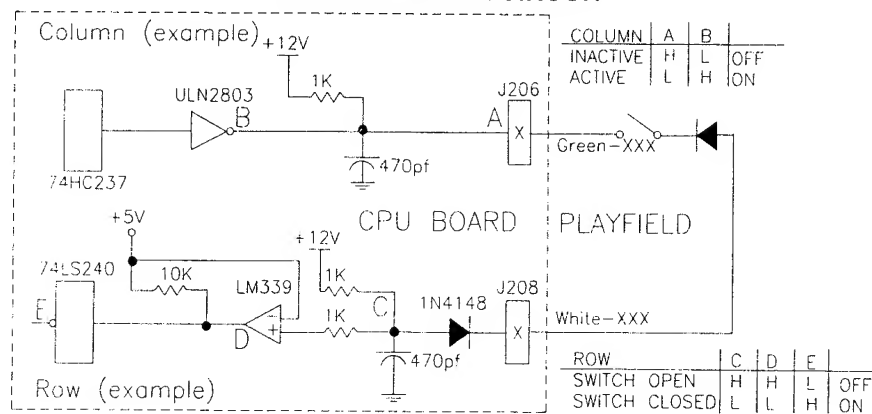 Column (example)
+12V
1K
ULN2803
B
J206
A
X
470pf
74HC237
Green-XXX
COLUMN A B
INACTIVE H L OFF
ACTIVE L H ON
CPU BOARD PLAYFIELD
+5V
+12V
74LS240
10K
LM339
1K
C
1N4148
J208
E
D
-
+
1K
X
470pf
White-XXX
Row (example)
ROW C D E
SWITCH OPEN H H L OFF
SWITCH CLOSED L L H ON